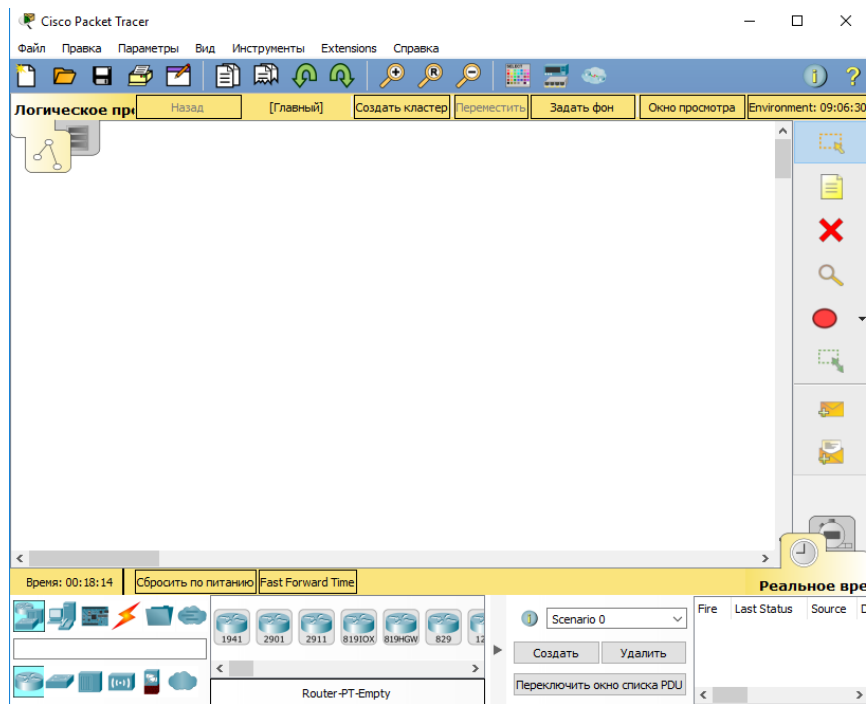 Cisco Packet Tracer
Файл Правка Параметры Вид Инструменты Extensions Справка
Логическое про Назад [Главный] Создать кластер Переместить Задать фон Окно просмотра Environment: 09:06:30
Время: 00:18:14 Сбросить по питанию Fast Forward Time
Реальное вре
1941 2901 2911 819IOX 819HGW 829 12
Router-PT-Empty
Scenario 0
Создать Удалить
Переключить окно списка PDU
Fire Last Status Source D